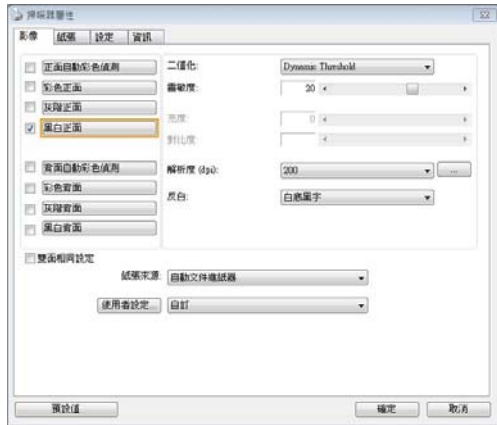 掃描器屬性
影像 紙張 設定 資訊
正面自動彩色偵測
彩色正面
灰階正面
黑白正面
背面自動彩色偵測
彩色背面
灰階背面
黑白背面
二值化: Dynamic Threshold
靈敏度: 20
亮度: 0
對比度:
解析度 (dpi): 200 ...
反白: 白底黑字
雙面相同設定
紙張來源: 自動文件進紙器
使用者設定... 自訂
預設值 確定 取消